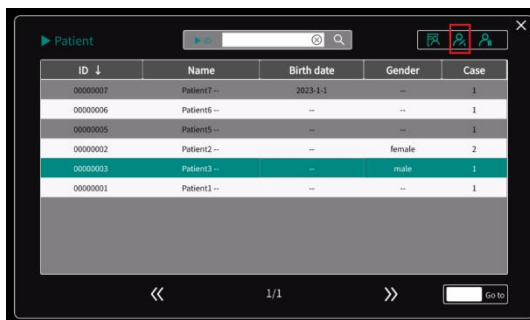 ▶ Patient
▶ ID
ID ↓ Name Birth date Gender Case
00000007 Patient7 -- 2023-1-1 -- 1
00000006 Patient6 -- -- -- 1
00000005 Patient5 -- -- -- 1
00000002 Patient2 -- -- female 2
00000003 Patient3 -- -- male 1
00000001 Patient1 -- -- -- 1
1/1
Go to